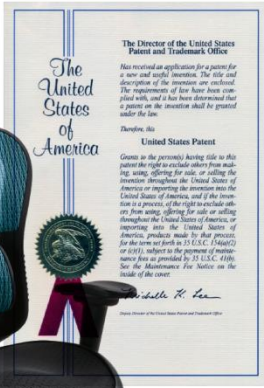 The
United
States
of
America
The Director of the United States
Patent and Trademark Office
Has received an application for a patent for
a new and useful invention. The title and
description of the invention are enclosed.
The requirements of law have been com-
plied with, and it has been determined that
a patent on the invention shall be granted
under the law.
Therefore, this
United States Patent
Grants to the person(s) having title to this
patent the right to exclude others from mak-
ing, using, offering for sale, or selling the
invention throughout the United States of
America or importing the invention into the
United States of America, and if the inven-
tion is a process, of the right to exclude oth-
ers from using, offering for sale or selling
throughout the United States of America, or
importing into the United States of
America, products made by that process,
for the term set forth in 35 U.S.C. 154(a)(2)
or (c)(1), subject to the payment of mainte-
nance fees as provided by 35 U.S.C. 41(b).
See the Maintenance Fee Notice on the
inside of the cover.
Michelle K. Lee
Deputy Director of the United States Patent and Trademark Office